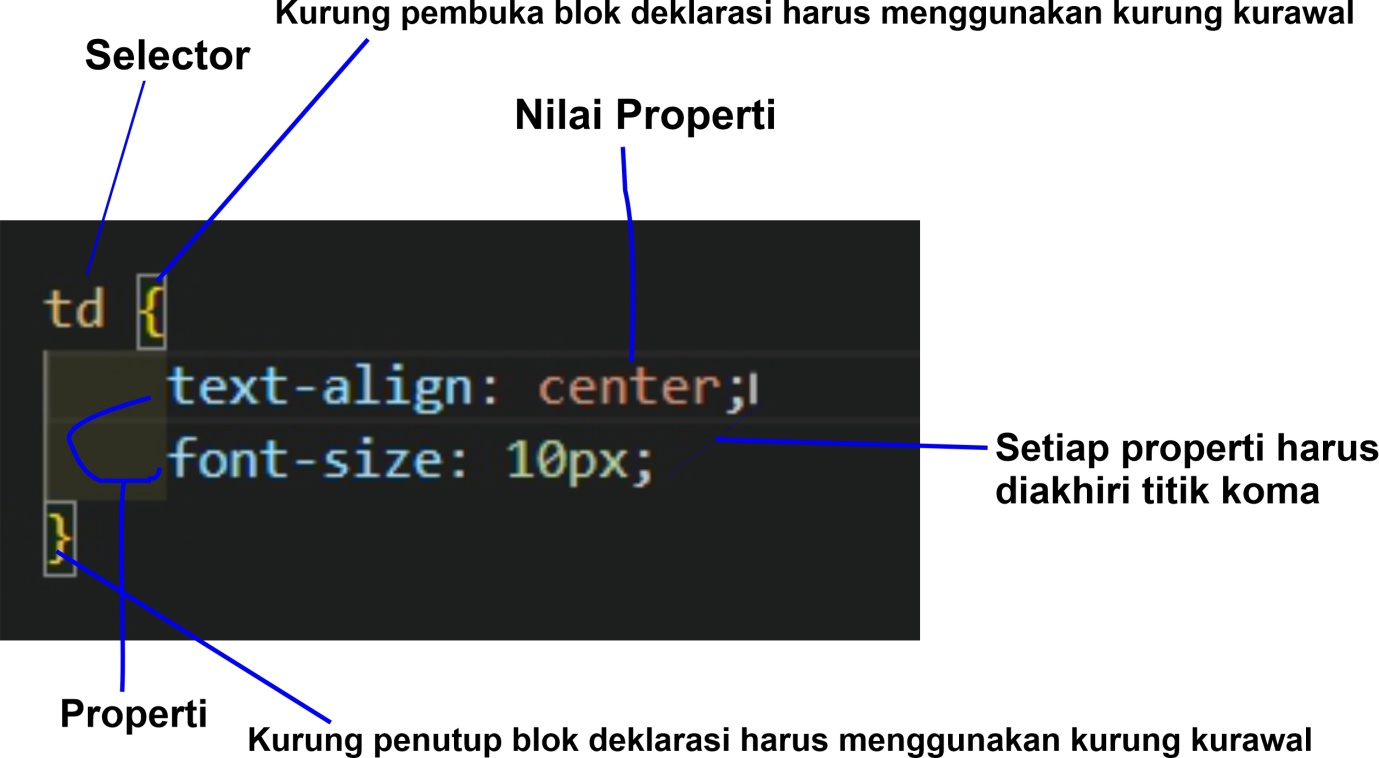 Kurung pembuka blok deklarasi harus menggunakan kurung kurawal
Selector
Nilai Properti
td {
text-align: center;
font-size: 10px;
}
Setiap properti harus
diakhiri titik koma
Properti
Kurung penutup blok deklarasi harus menggunakan kurung kurawal